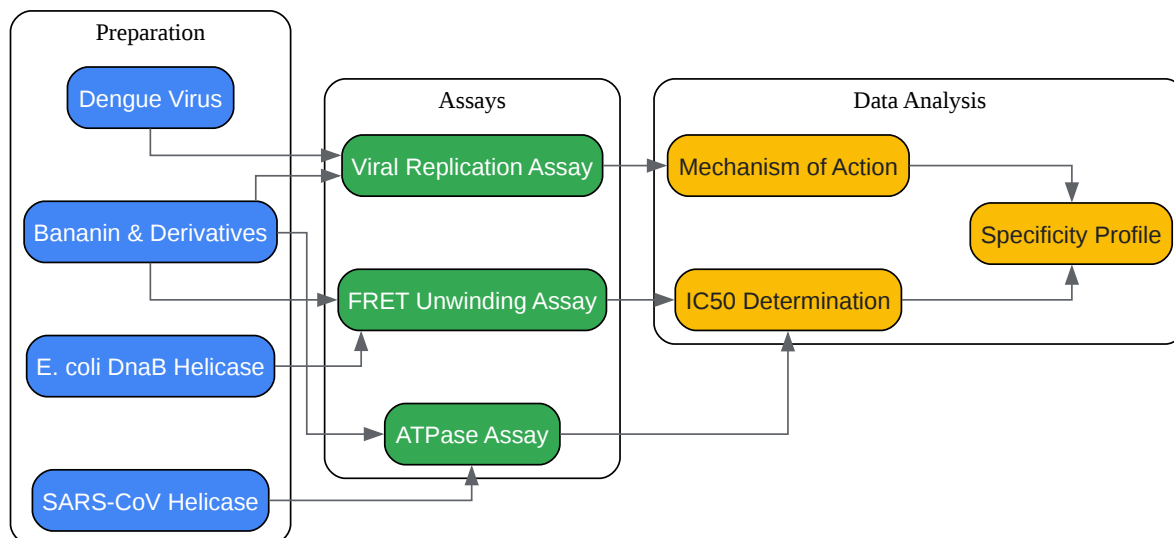 Preparation
Dengue Virus
Bananin & Derivatives
E. coli DnaB Helicase
SARS-CoV Helicase
Assays
Viral Replication Assay
FRET Unwinding Assay
ATPase Assay
Data Analysis
Mechanism of Action
IC50 Determination
Specificity Profile